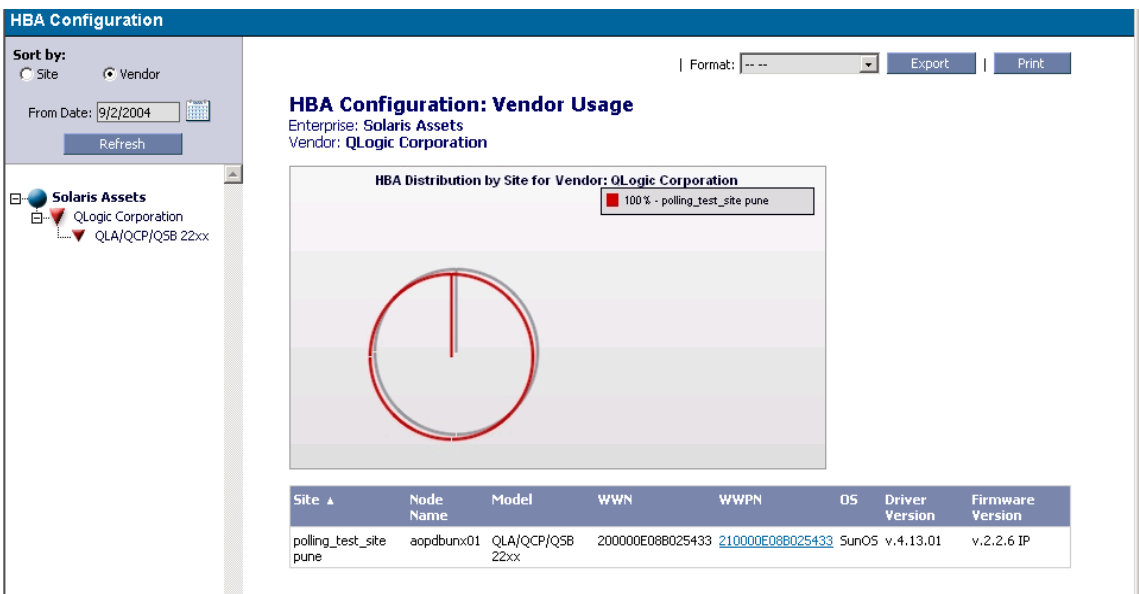 HBA Configuration
Sort by:
Site Vendor
From Date: 9/2/2004
Refresh
Solaris Assets
QLogic Corporation
QLA/QCP/QSB 22xx
| Format: -- -- Export | Print
HBA Configuration: Vendor Usage
Enterprise: Solaris Assets
Vendor: QLogic Corporation
HBA Distribution by Site for Vendor: QLogic Corporation
100 % - polling_test_site pune
Site ▲ Node Model WWN WWPN OS Driver Firmware
Name Version Version
polling_test_site aopdbunx01 QLA/QCP/QSB 200000E08B025433 210000E08B025433 SunOS v.4.13.01 v.2.2.6 IP
pune 22xx